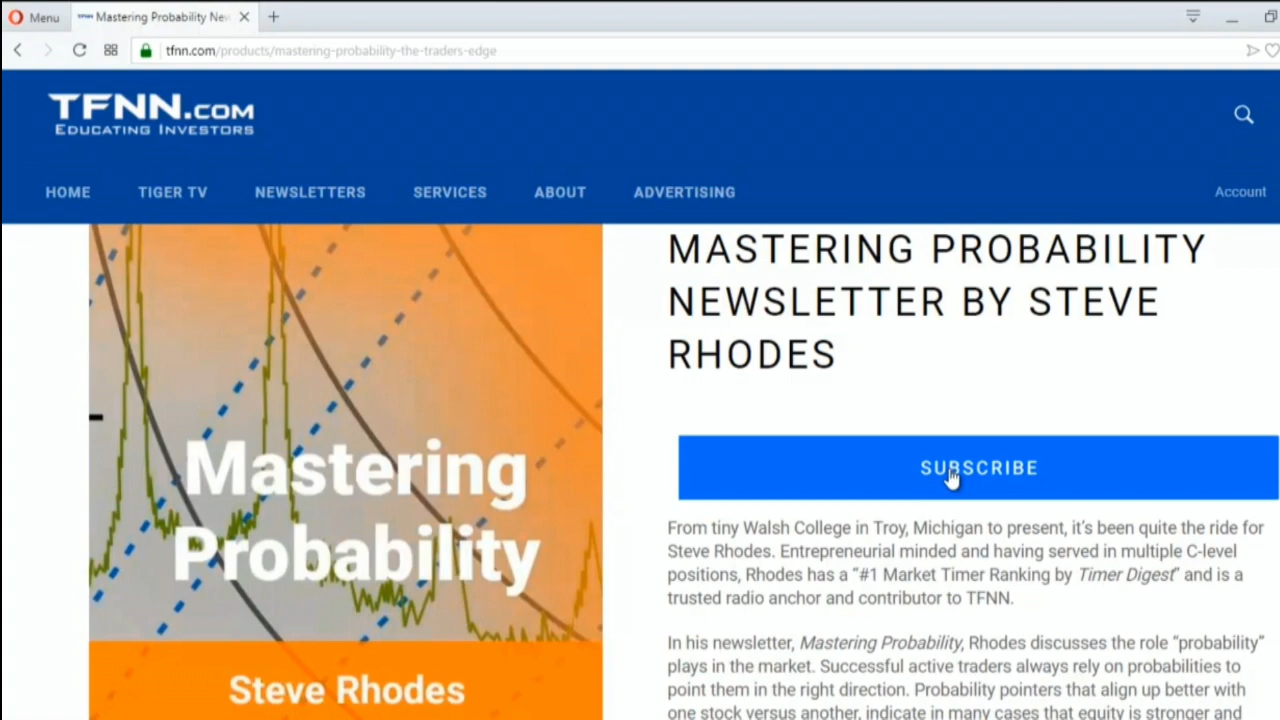 Menu
Mastering Probability New
tfnn.com/products/mastering-probability-the-traders-edge
TFNN.COM
EDUCATING INVESTORS
HOME TIGER TV NEWSLETTERS SERVICES ABOUT ADVERTISING Account
MASTERING PROBABILITY
NEWSLETTER BY STEVE
RHODES
SUBSCRIBE
From tiny Walsh College in Troy, Michigan to present, it's been quite the ride for
Steve Rhodes. Entrepreneurial minded and having served in multiple C-level
positions, Rhodes has a “#1 Market Timer Ranking by Timer Digest” and is a
trusted radio anchor and contributor to TFNN.
In his newsletter, Mastering Probability, Rhodes discusses the role “probability”
plays in the market. Successful active traders always rely on probabilities to
point them in the right direction. Probability pointers that align up better with
one stock versus another, indicate in many cases that equity is stronger and
Mastering
Probability
Steve Rhodes